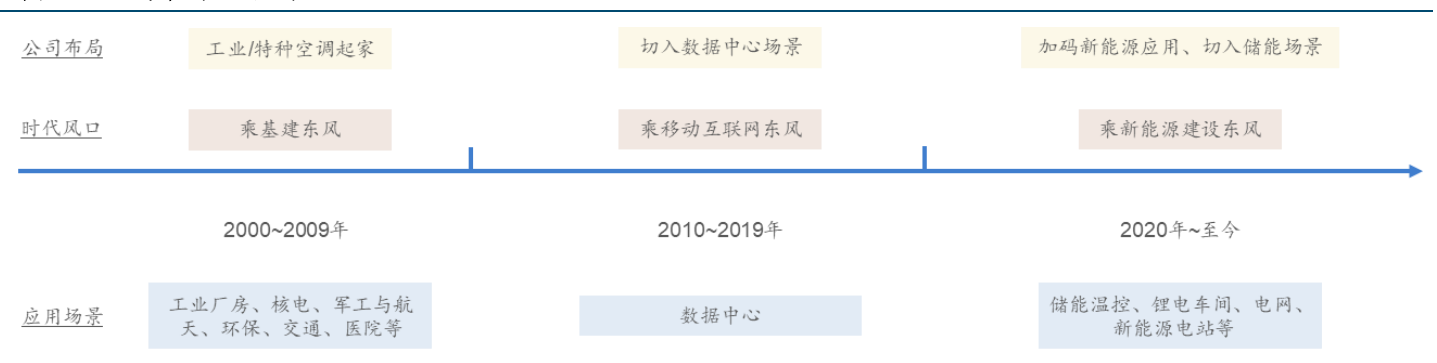 公司布局
工业/特种空调起家
切入数据中心场景
加码新能源应用、切入储能场景
时代风口
乘基建东风
乘移动互联网东风
乘新能源建设东风
2000~2009年
2010~2019年
2020年~至今
应用场景
工业厂房、核电、军工与航
天、环保、交通、医院等
数据中心
储能温控、锂电车间、电网、
新能源电站等